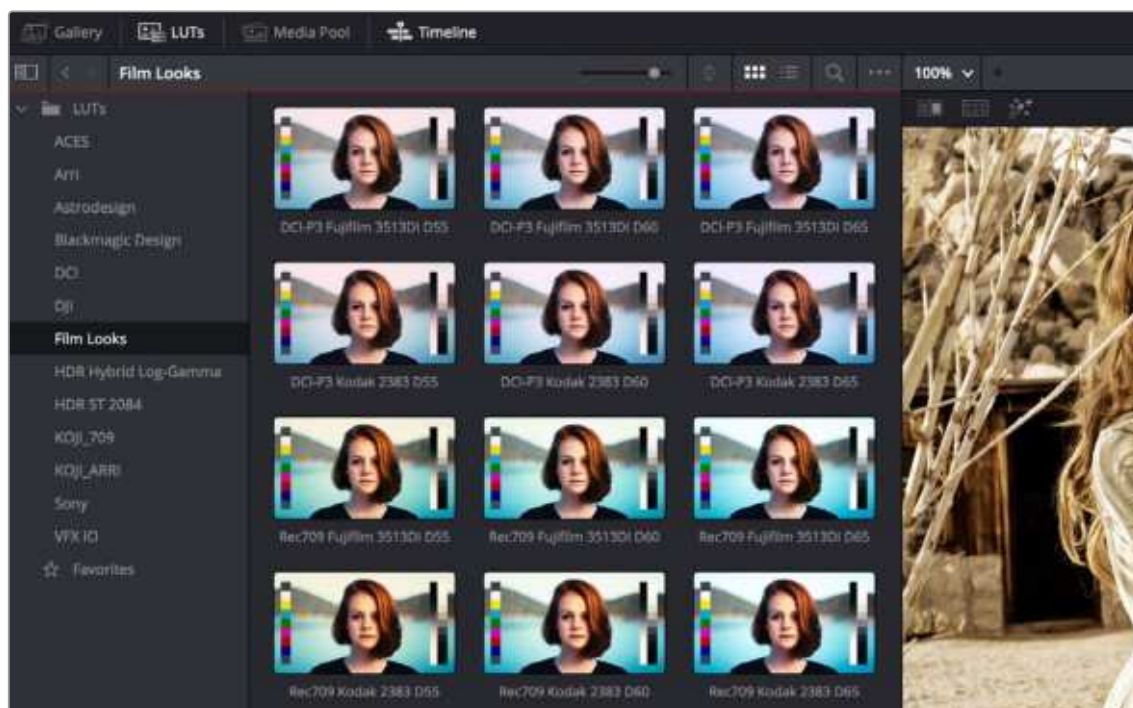 Gallery LUTs Media Pool Timeline
Film Looks 100%
LUTs
ACES
Arri
Astrodesign
Blackmagic Design
DCI
DJI
Film Looks
HDR Hybrid Log-Gamma
HDR ST 2084
KOJI_709
KOJI_ARRI
Sony
VFX IO
Favorites
DCI-P3 Fujifilm 3513DI D55 DCI-P3 Fujifilm 3513DI D60 DCI-P3 Fujifilm 3513DI D65
DCI-P3 Kodak 2383 D55 DCI-P3 Kodak 2383 D60 DCI-P3 Kodak 2383 D65
Rec709 Fujifilm 3513DI D55 Rec709 Fujifilm 3513DI D60 Rec709 Fujifilm 3513DI D65
Rec709 Kodak 2383 D55 Rec709 Kodak 2383 D60 Rec709 Kodak 2383 D65